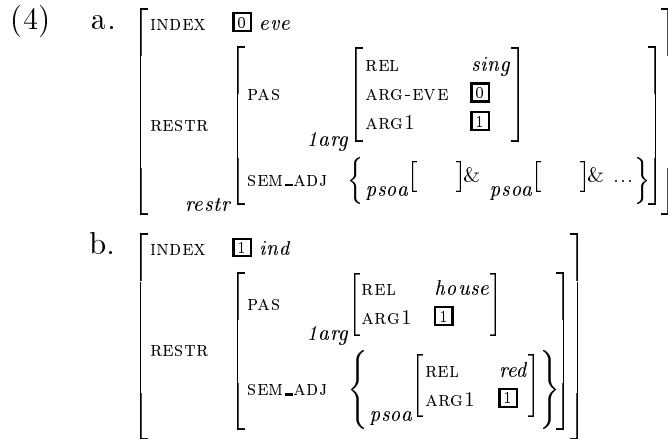 (4) a. INDEX 0 eve
PAS REL sing
ARG-EVE 0
ARG1 1
1arg
RESTR
SEM_ADJ { psoa[ ]& psoa[ ]& ... }
restr
b. INDEX 1 ind
PAS REL house
ARG1 1
1arg
RESTR
SEM_ADJ { psoa [ REL red
ARG1 1 ] }